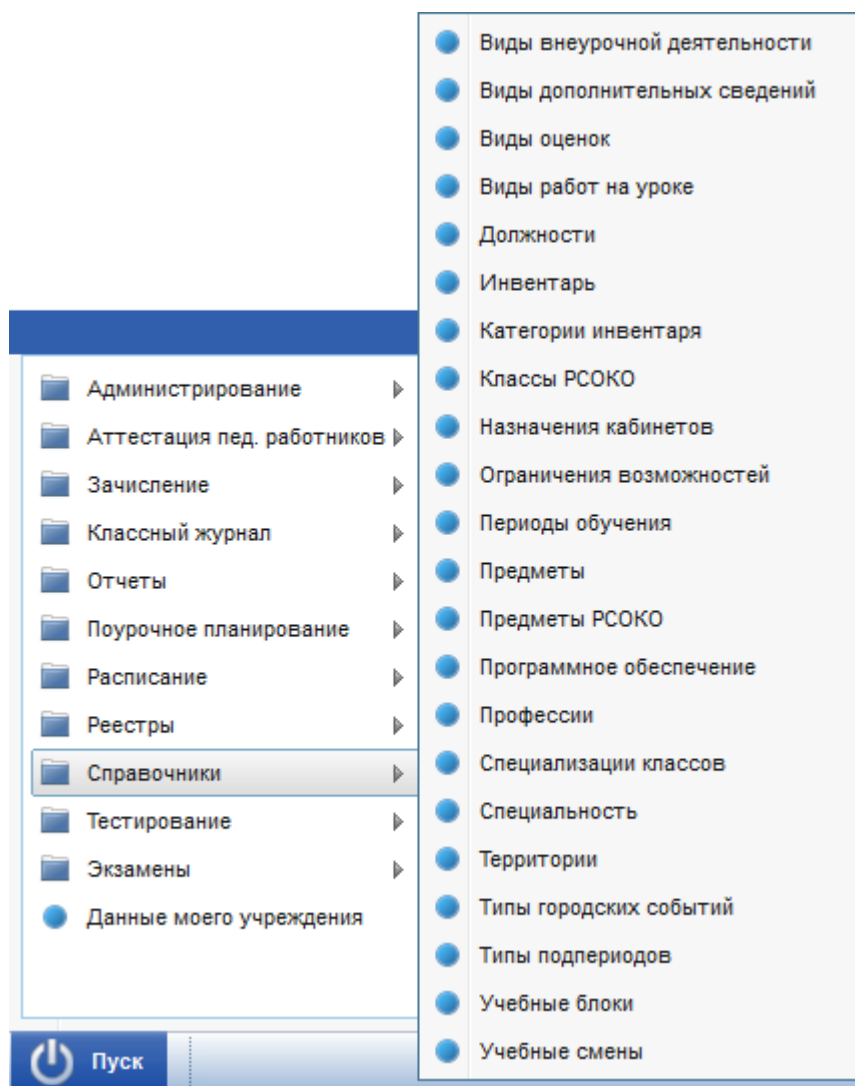 Виды внеурочной деятельности
Виды дополнительных сведений
Виды оценок
Виды работ на уроке
Должности
Инвентарь
Категории инвентаря
Классы РСОКО
Назначения кабинетов
Ограничения возможностей
Периоды обучения
Предметы
Предметы РСОКО
Программное обеспечение
Профессии
Специализации классов
Специальность
Территории
Типы городских событий
Типы подпериодов
Учебные блоки
Учебные смены
Администрирование
Аттестация пед. работников
Зачисление
Классный журнал
Отчеты
Поурочное планирование
Расписание
Реестры
Справочники
Тестирование
Экзамены
Данные моего учреждения
Пуск